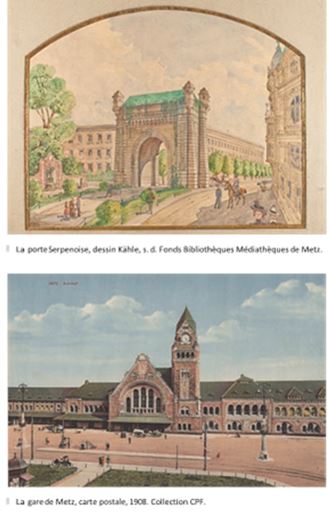 La porte Serpenoise, dessin Kähle, s. d. Fonds Bibliothèques Médiathèques de Metz.
La gare de Metz, carte postale, 1908. Collection CPF.